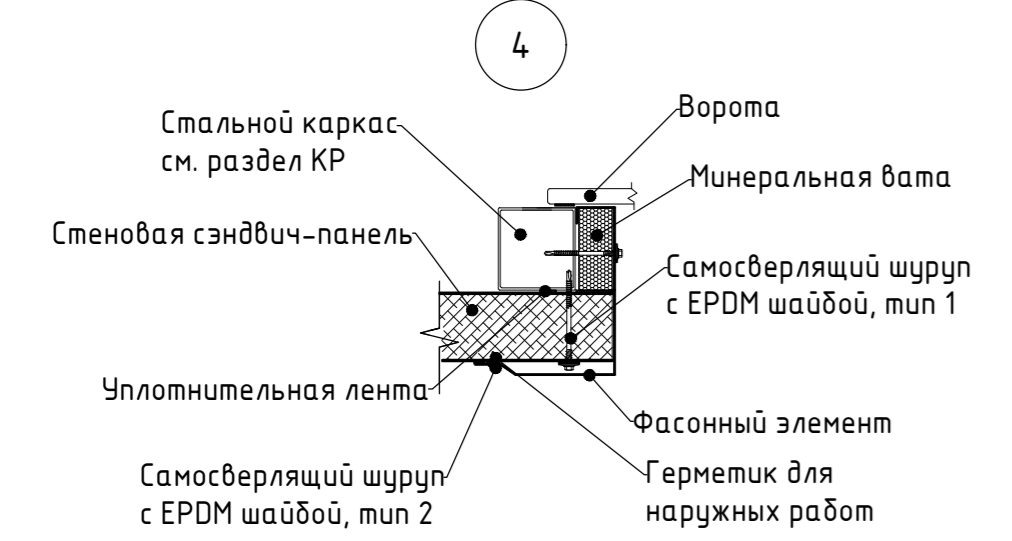 4
Стальной каркас
см. раздел КР
Ворота
Минеральная вата
Стеновая сэндвич-панель
Самосверлящий шуруп
с EPDM шайбой, тип 1
Уплотнительная лента
Фасонный элемент
Самосверлящий шуруп
с EPDM шайбой, тип 2
Герметик для
наружных работ